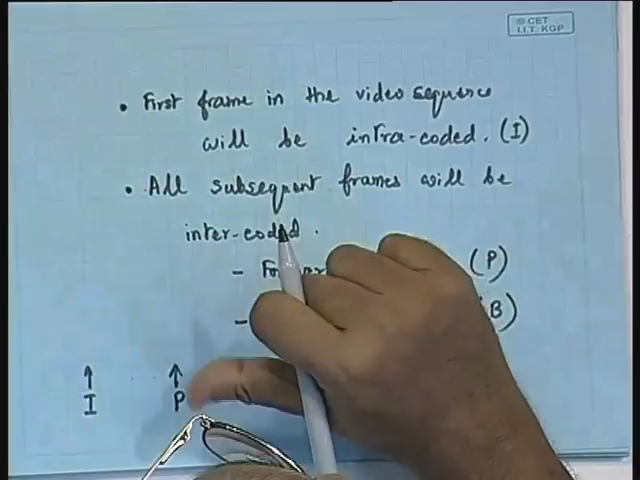 © CET
I.I.T. KGP
• First frame in the video sequence
will be intra-coded. (I)
• All subsequent frames will be
inter-coded.
- (P)
- B)
↑ ↑
I P